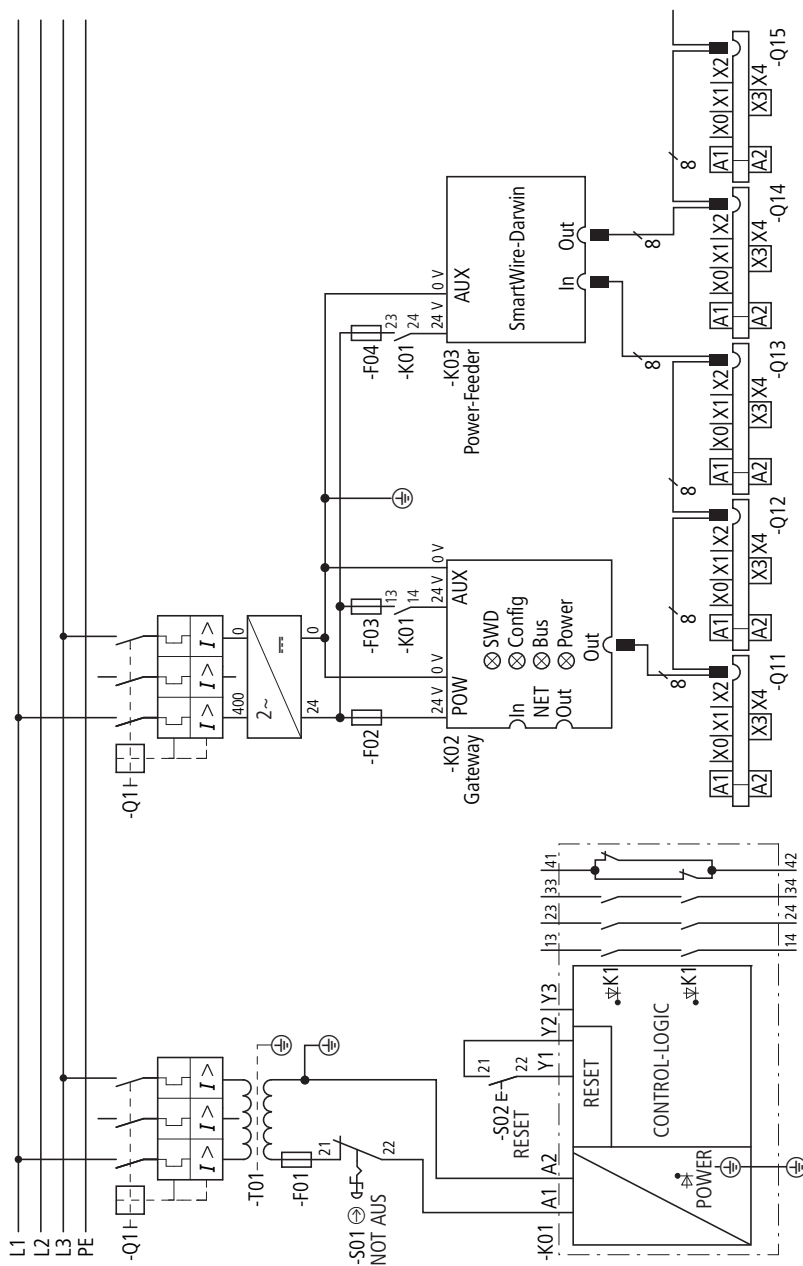 L1
L2
L3
PE
-Q1
I > I > I >
-T01
-F01
21
22
-S01
NOT AUS
-K01
A1 A2 Y1 Y2 Y3
-S02
RESET
21
22
RESET
POWER
CONTROL-LOGIC
K1 K1
13 23 33 41
14 24 34 42
-Q1
I > I > I >
400 0
2~
24 0
-F02
-F03
13
14
-K01
-F04
23
24
-K01
-K02
Gateway
24 V 0 V 24 V 0 V
POW AUX
SWD
Config
Bus
Power
In
NET
Out
Out
-K03
Power-Feeder
24 V 0 V
AUX
SmartWire-Darwin
In Out
8 8 8 8 8 8
A1 X0 X1 X2
A2 X3 X4
-Q11
A1 X0 X1 X2
A2 X3 X4
-Q12
A1 X0 X1 X2
A2 X3 X4
-Q13
A1 X0 X1 X2
A2 X3 X4
-Q14
A1 X0 X1 X2
A2 X3 X4
-Q15